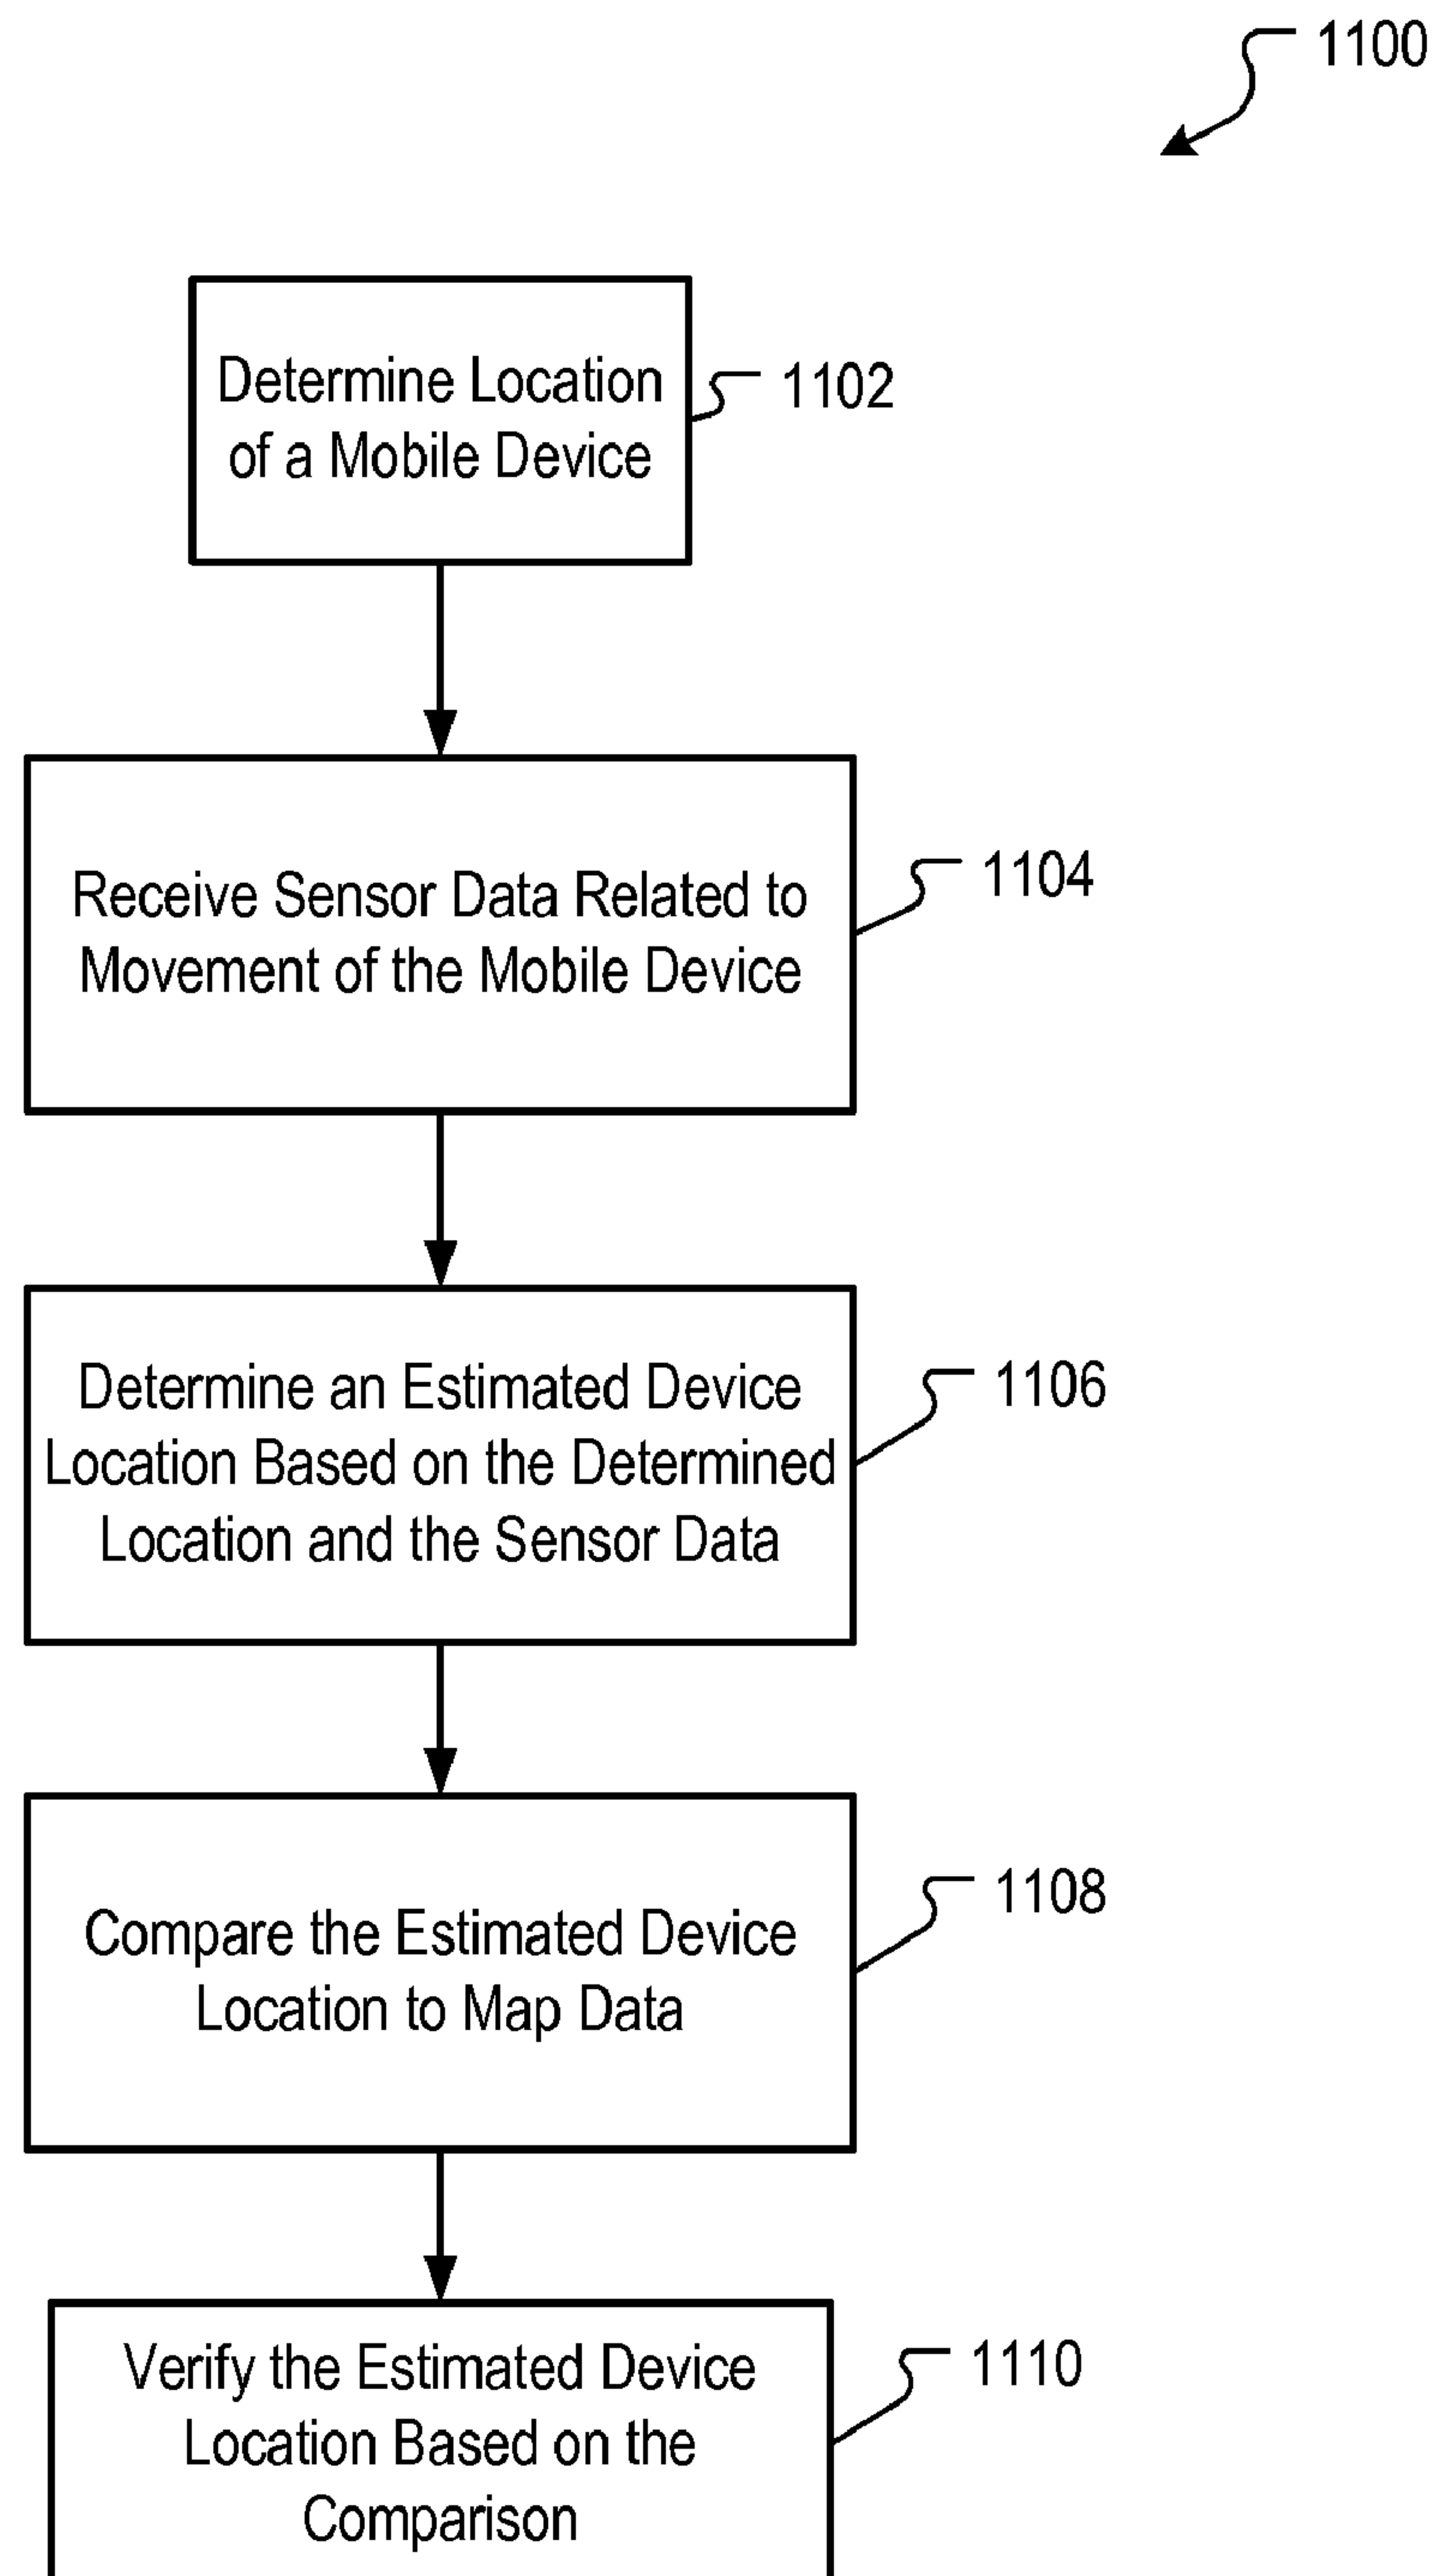 1100
Determine Location
of a Mobile Device
1102
Receive Sensor Data Related to
Movement of the Mobile Device
1104
Determine an Estimated Device
Location Based on the Determined
Location and the Sensor Data
1106
Compare the Estimated Device
Location to Map Data
1108
Verify the Estimated Device
Location Based on the
Comparison
1110